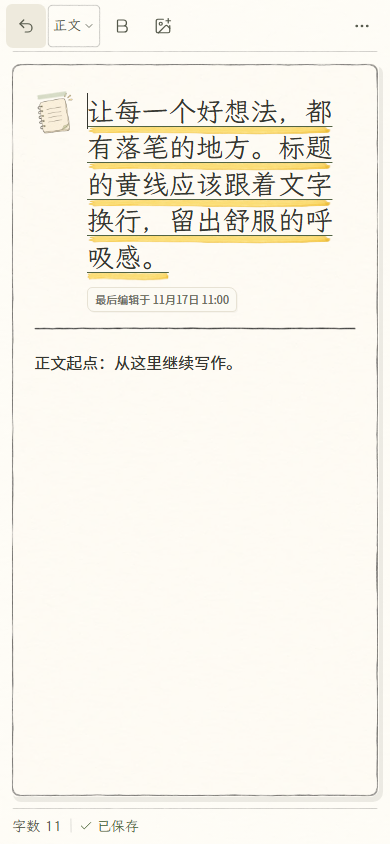 正文
B
让每一个好想法，都
有落笔的地方。标题
的黄线应该跟着文字
换行，留出舒服的呼
吸感。
最后编辑于 11月17日 11:00
正文起点：从这里继续写作。
字数 11
已保存